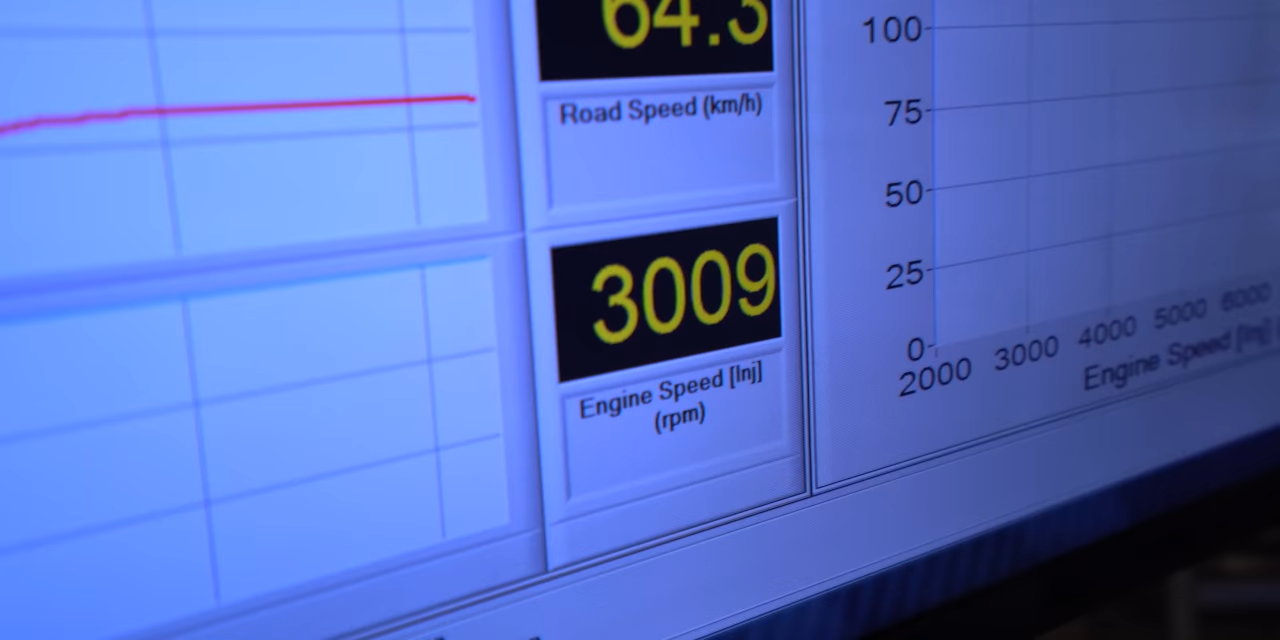 64.3
Road Speed (km/h)
3009
Engine Speed [Inj]
(rpm)
100
75
50
25
0
2000 3000 4000 5000 6000
Engine Speed [Inj]